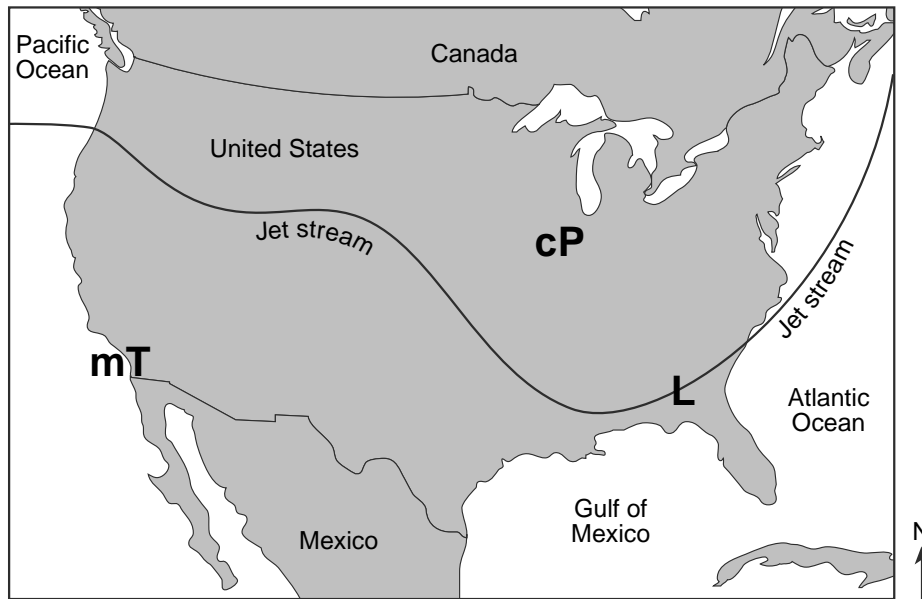 Pacific
Ocean
Canada
United States
Jet stream
cP
Jet stream
mT
L
Atlantic
Ocean
Gulf of
Mexico
Mexico
N